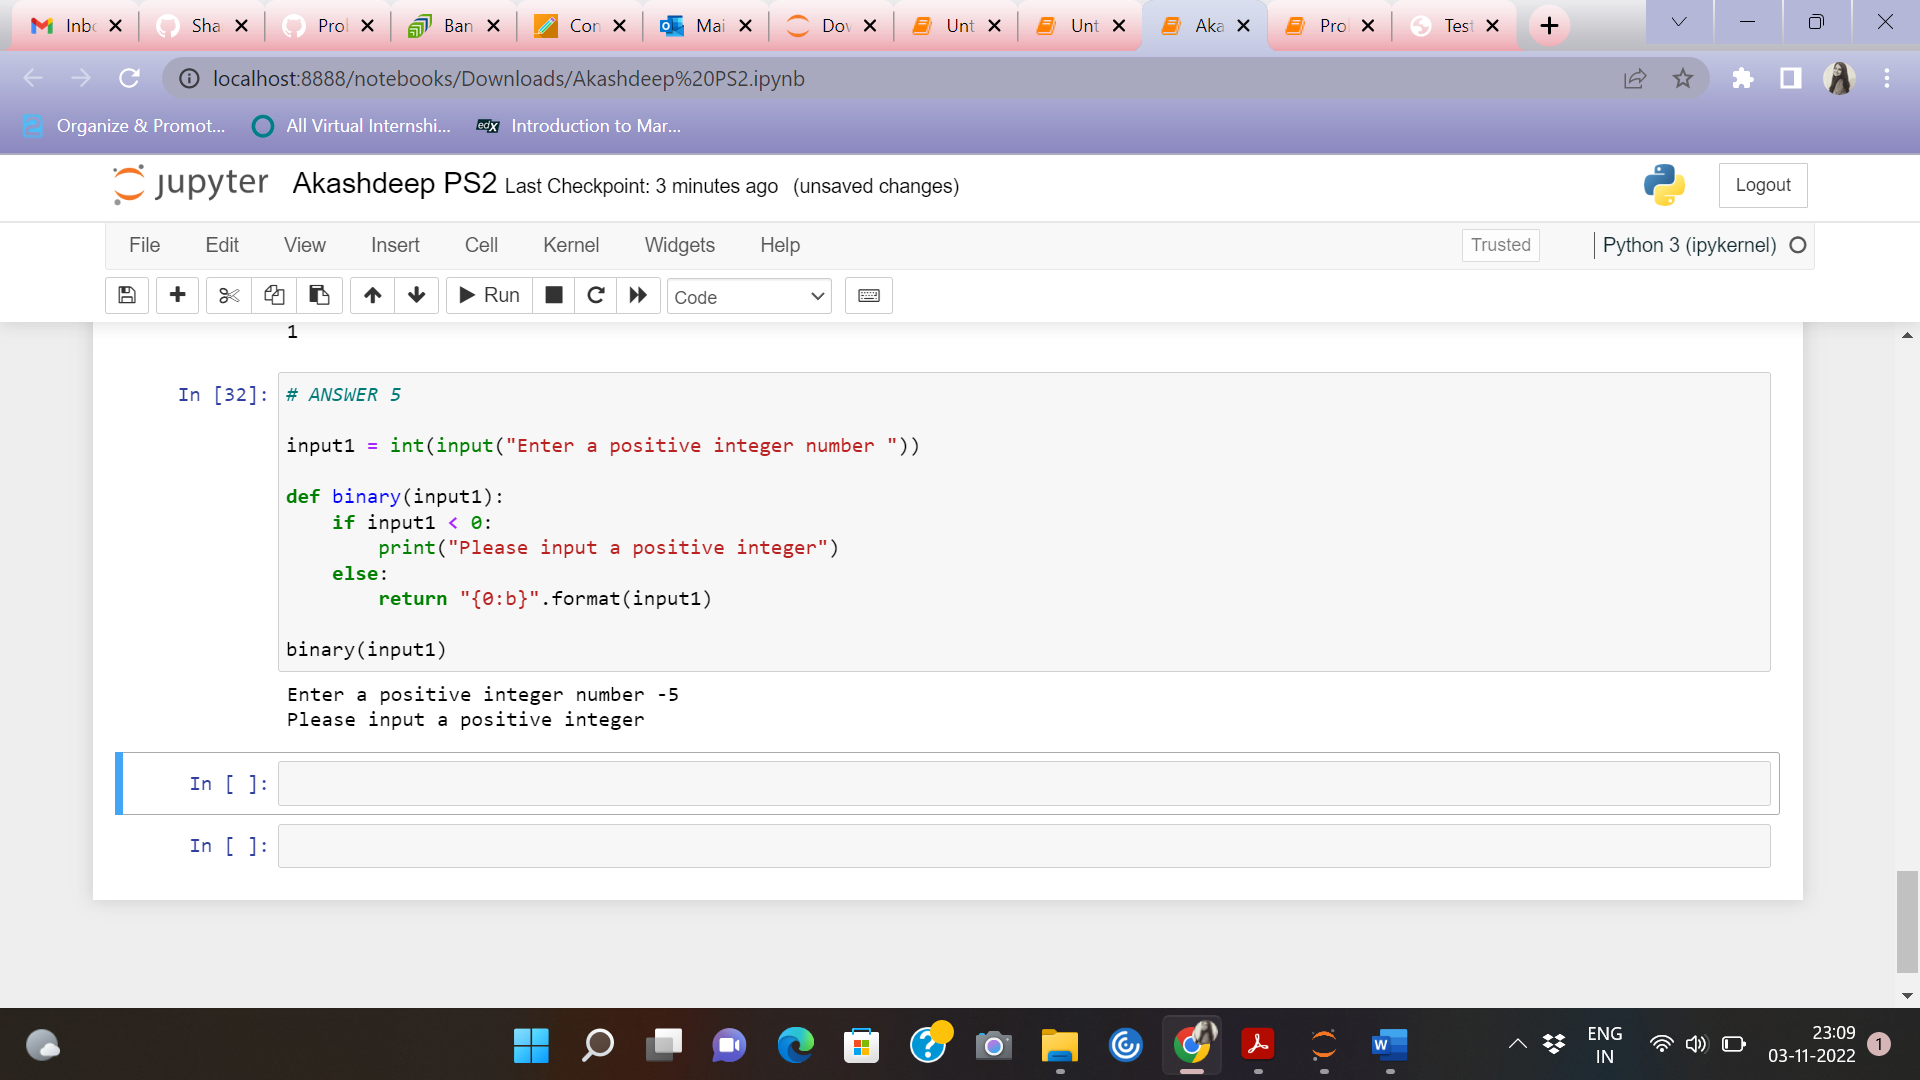 Inbc
Sha
Prol
Ban
Con
Mai
Dov
Unt
Unt
Aka
Pro
Test
localhost:8888/notebooks/Downloads/Akashdeep%20PS2.ipynb
Organize & Promot...
All Virtual Internshi...
edX
Introduction to Mar...
jupyter
Akashdeep PS2
Last Checkpoint: 3 minutes ago
(unsaved changes)
Logout
File
Edit
View
Insert
Cell
Kernel
Widgets
Help
Trusted
Python 3 (ipykernel)
Run
Code
1
In [32]:
# ANSWER 5
input1 = int(input("Enter a positive integer number "))
def binary(input1):
    if input1 < 0:
        print("Please input a positive integer")
    else:
        return "{0:b}".format(input1)
binary(input1)
Enter a positive integer number -5
Please input a positive integer
In [ ]:
In [ ]:
ENG
IN
23:09
03-11-2022
1